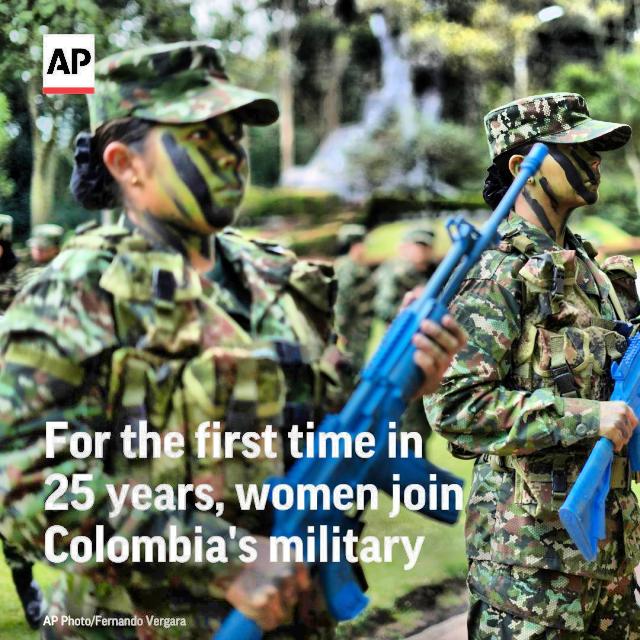 AP
For the first time in
25 years, women join
Colombia's military
AP Photo/Fernando Vergara